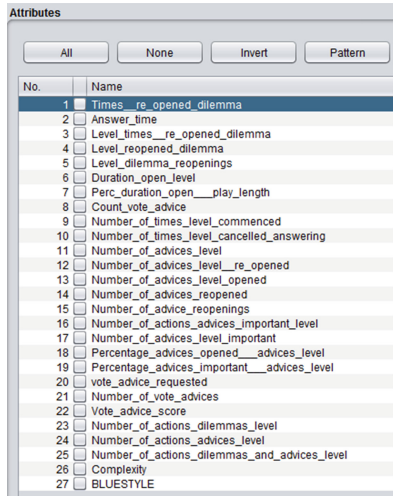 Attributes
All None Invert Pattern
No. Name
1 Times__re_opened_dilemma
2 Answer_time
3 Level_times__re_opened_dilemma
4 Level_reopened_dilemma
5 Level_dilemma_reopenings
6 Duration_open_level
7 Perc_duration_open___play_length
8 Count_vote_advice
9 Number_of_times_level_commenced
10 Number_of_times_level_cancelled_answering
11 Number_of_advices_level
12 Number_of_advices_level__re_opened
13 Number_of_advices_level_opened
14 Number_of_advices_reopened
15 Number_of_advice_reopenings
16 Number_of_actions_advices_important_level
17 Number_of_advices_level_important
18 Percentage_advices_opened___advices_level
19 Percentage_advices_important___advices_level
20 vote_advice_requested
21 Number_of_vote_advices
22 Vote_advice_score
23 Number_of_actions_dilemmas_level
24 Number_of_actions_advices_level
25 Number_of_actions_dilemmas_and_advices_level
26 Complexity
27 BLUESTYLE